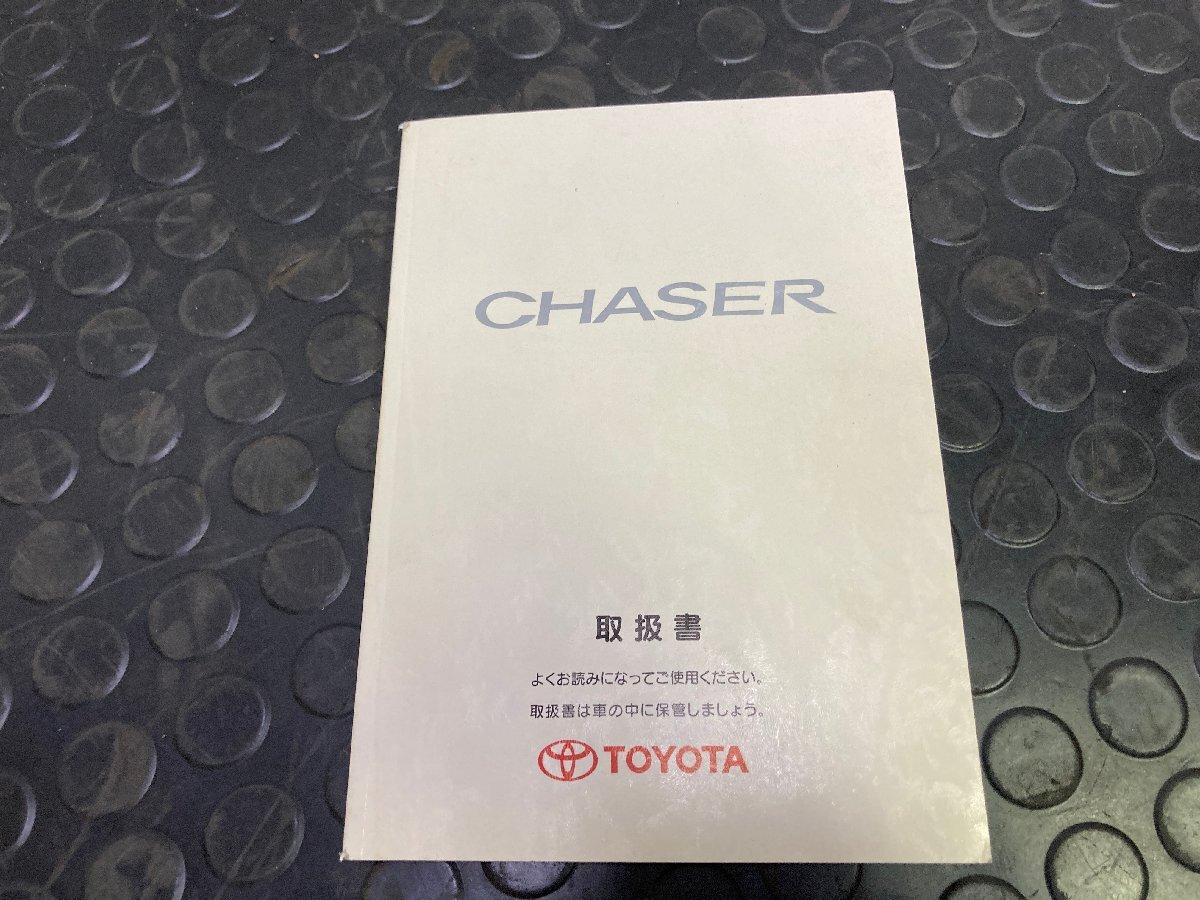 CHASER
取扱書
よくお読みになってご使用ください。
取扱書は車の中に保管しましょう。
TOYOTA